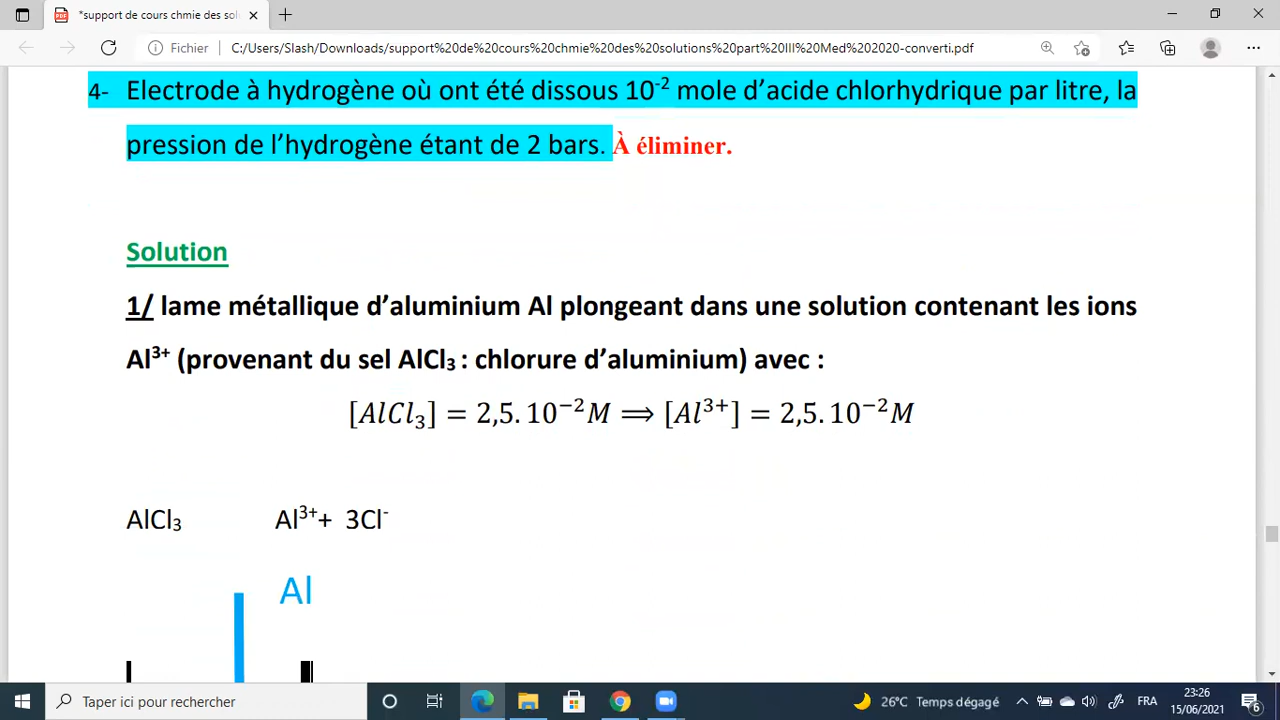 *support de cours chmie des sol
Fichier
C:/Users/Slash/Downloads/support%20de%20cours%20chmie%20des%20solutions%20part%20III%20Med%202020-converti.pdf
4- Electrode à hydrogène où ont été dissous 10⁻² mole d’acide chlorhydrique par litre, la
pression de l’hydrogène étant de 2 bars. À éliminer.
Solution
1/ lame métallique d’aluminium Al plongeant dans une solution contenant les ions
Al³⁺ (provenant du sel AlCl₃ : chlorure d’aluminium) avec :
[AlCl₃] = 2,5. 10⁻²M ⟹ [Al³⁺] = 2,5. 10⁻²M
AlCl₃ Al³⁺+ 3Cl⁻
Al
Taper ici pour rechercher
26°C Temps dégagé
FRA
23:26
15/06/2021
6